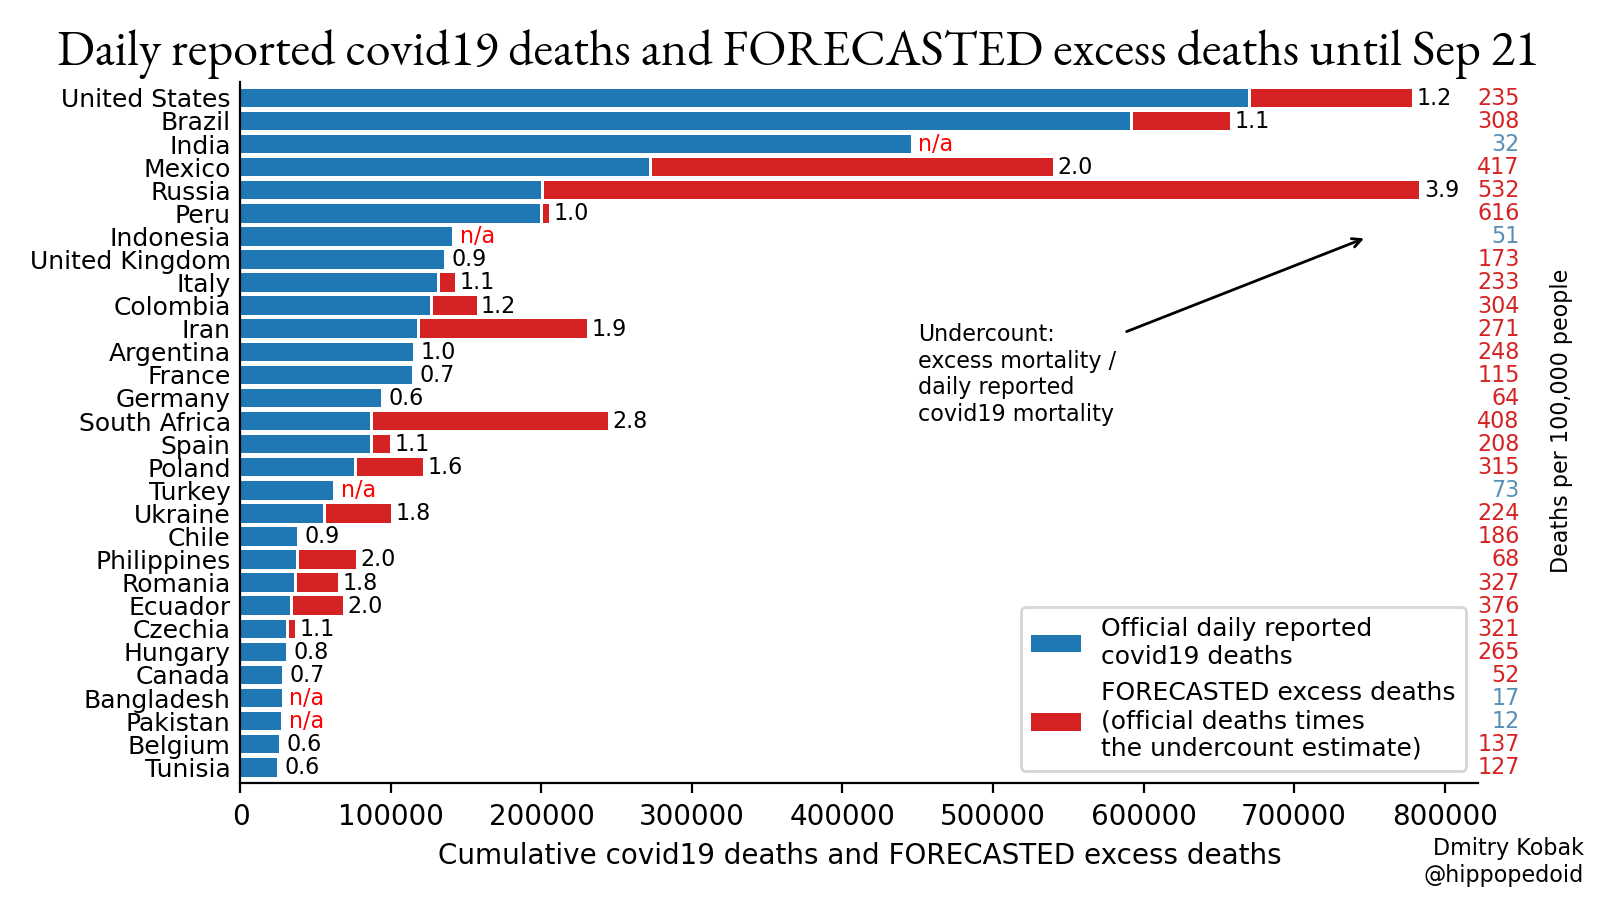 Daily reported covid19 deaths and FORECASTED excess deaths until Sep 21
United States 1.2 235
Brazil 1.1 308
India n/a 32
Mexico 2.0 417
Russia 3.9 532
Peru 1.0 616
Indonesia n/a 51
United Kingdom 0.9 173
Italy 1.1 233
Colombia 1.2 304
Iran 1.9 271
Argentina 1.0 248
France 0.7 115
Germany 0.6 64
South Africa 2.8 408
Spain 1.1 208
Poland 1.6 315
Turkey n/a 73
Ukraine 1.8 224
Chile 0.9 186
Philippines 2.0 68
Romania 1.8 327
Ecuador 2.0 376
Czechia 1.1 321
Hungary 0.8 265
Canada 0.7 52
Bangladesh n/a 17
Pakistan n/a 12
Belgium 0.6 137
Tunisia 0.6 127
Undercount:
excess mortality /
daily reported
covid19 mortality
Deaths per 100,000 people
Official daily reported
covid19 deaths
FORECASTED excess deaths
(official deaths times
the undercount estimate)
0 100000 200000 300000 400000 500000 600000 700000 800000
Cumulative covid19 deaths and FORECASTED excess deaths
Dmitry Kobak
@hippopedoid